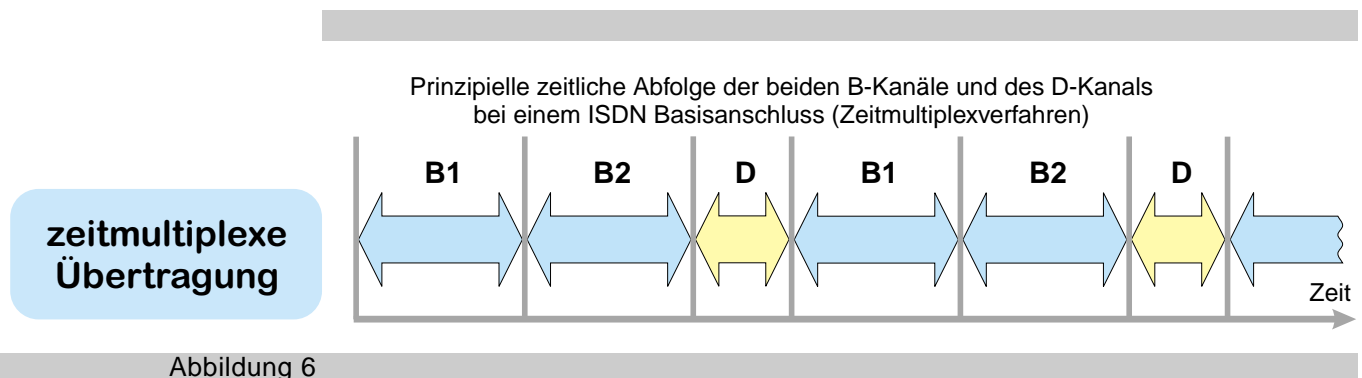 Prinzipielle zeitliche Abfolge der beiden B-Kanäle und des D-Kanals
bei einem ISDN Basisanschluss (Zeitmultiplexverfahren)
B1 B2 D B1 B2 D
zeitmultiplexe
Übertragung
Zeit
Abbildung 6